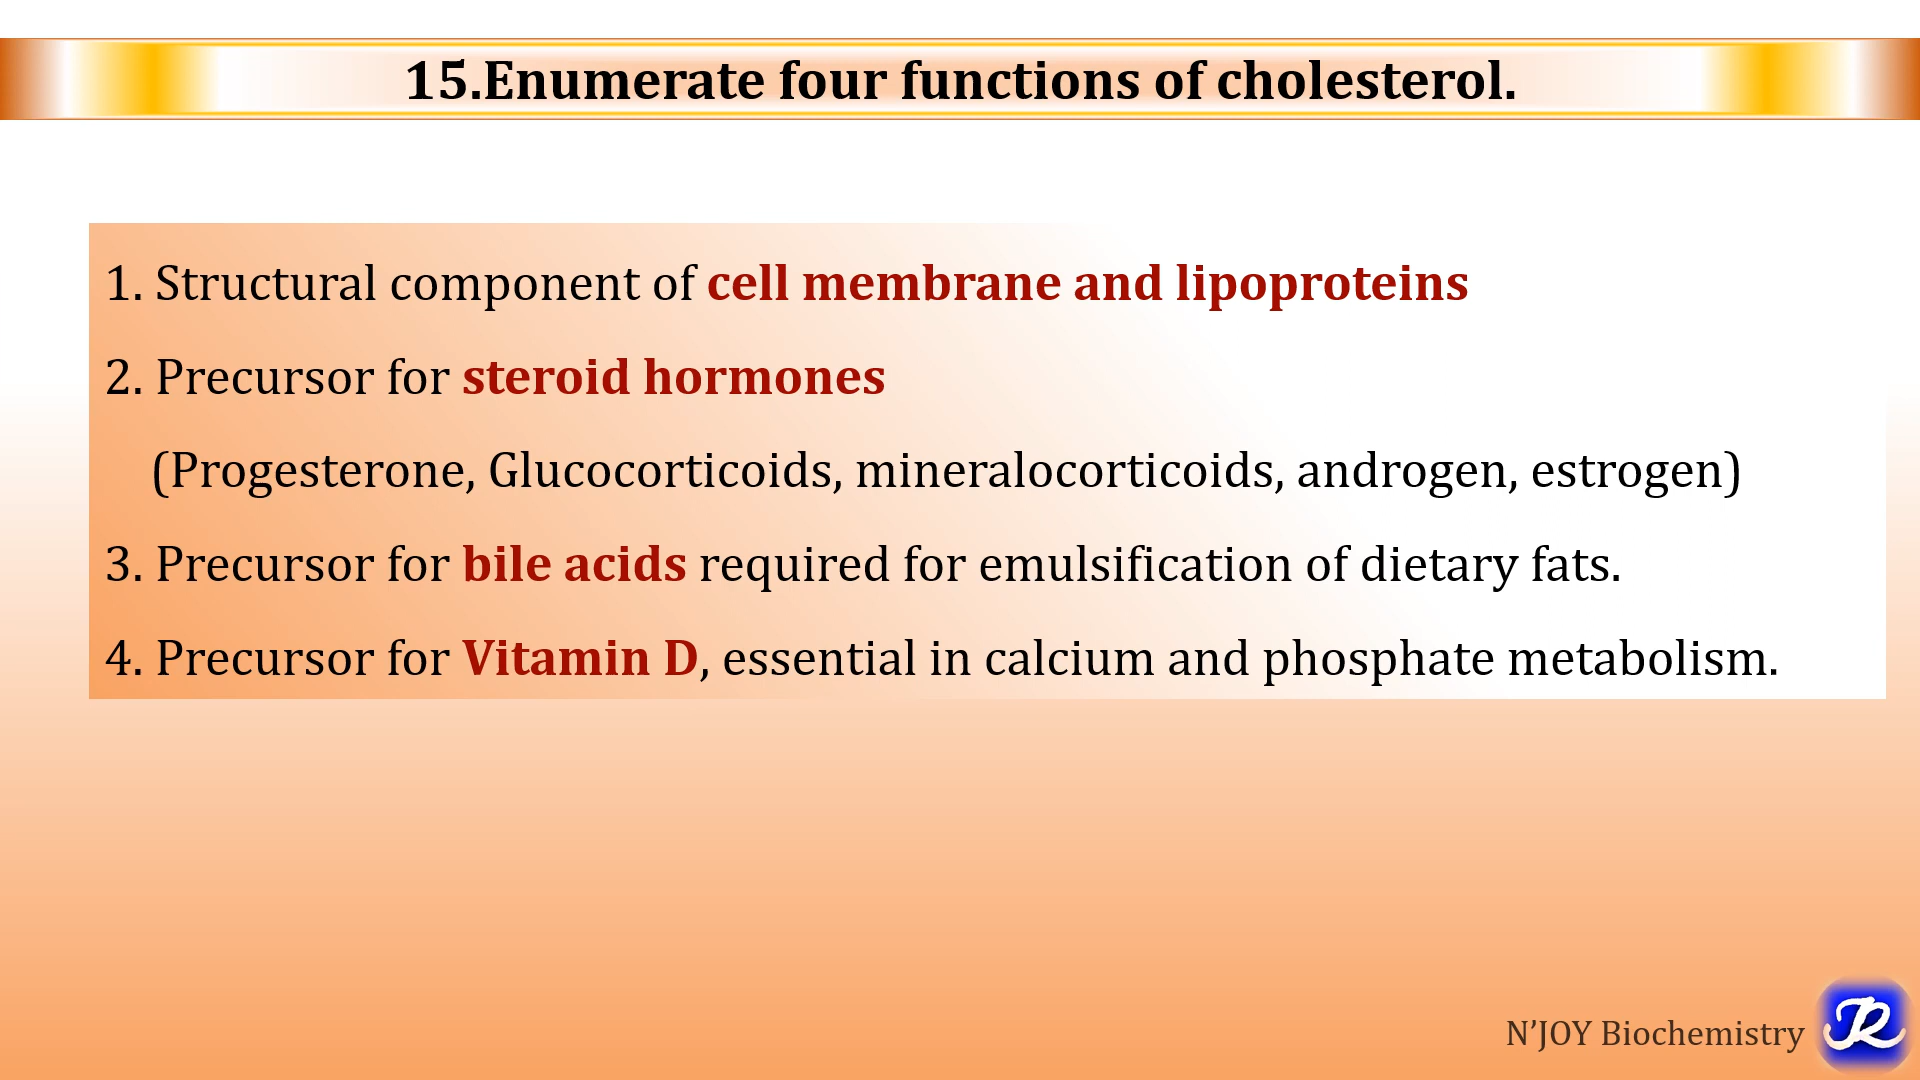 15.Enumerate four functions of cholesterol.
1. Structural component of cell membrane and lipoproteins
2. Precursor for steroid hormones
(Progesterone, Glucocorticoids, mineralocorticoids, androgen, estrogen)
3. Precursor for bile acids required for emulsification of dietary fats.
4. Precursor for Vitamin D, essential in calcium and phosphate metabolism.
N’JOY Biochemistry
JR